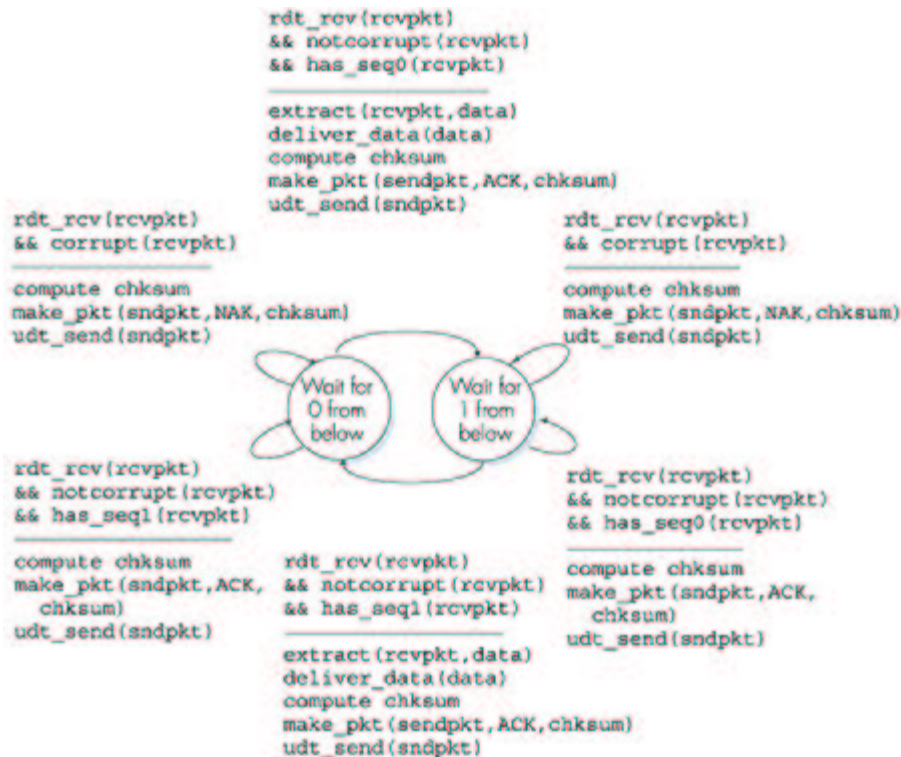 rdt_rcv(rcvpkt)
&& notcorrupt(rcvpkt)
&& has_seq0(rcvpkt)
extract(rcvpkt,data)
deliver_data(data)
compute chksum
make_pkt(sendpkt,ACK,chksum)
udt_send(sndpkt)
rdt_rcv(rcvpkt)
&& corrupt(rcvpkt)
compute chksum
make_pkt(sndpkt,NAK,chksum)
udt_send(sndpkt)
rdt_rcv(rcvpkt)
&& corrupt(rcvpkt)
compute chksum
make_pkt(sndpkt,NAK,chksum)
udt_send(sndpkt)
Wait for
0 from
below
Wait for
1 from
below
rdt_rcv(rcvpkt)
&& notcorrupt(rcvpkt)
&& has_seq1(rcvpkt)
compute chksum
make_pkt(sndpkt,ACK,
chksum)
udt_send(sndpkt)
rdt_rcv(rcvpkt)
&& notcorrupt(rcvpkt)
&& has_seq1(rcvpkt)
extract(rcvpkt,data)
deliver_data(data)
compute chksum
make_pkt(sendpkt,ACK,chksum)
udt_send(sndpkt)
rdt_rcv(rcvpkt)
&& notcorrupt(rcvpkt)
&& has_seq0(rcvpkt)
compute chksum
make_pkt(sndpkt,ACK,
chksum)
udt_send(sndpkt)